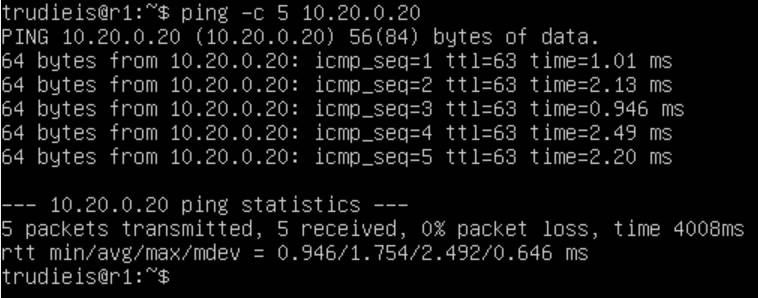 trudieis@r1:~$ ping -c 5 10.20.0.20
PING 10.20.0.20 (10.20.0.20) 56(84) bytes of data.
64 bytes from 10.20.0.20: icmp_seq=1 ttl=63 time=1.01 ms
64 bytes from 10.20.0.20: icmp_seq=2 ttl=63 time=2.13 ms
64 bytes from 10.20.0.20: icmp_seq=3 ttl=63 time=0.946 ms
64 bytes from 10.20.0.20: icmp_seq=4 ttl=63 time=2.49 ms
64 bytes from 10.20.0.20: icmp_seq=5 ttl=63 time=2.20 ms

--- 10.20.0.20 ping statistics ---
5 packets transmitted, 5 received, 0% packet loss, time 4008ms
rtt min/avg/max/mdev = 0.946/1.754/2.492/0.646 ms
trudieis@r1:~$